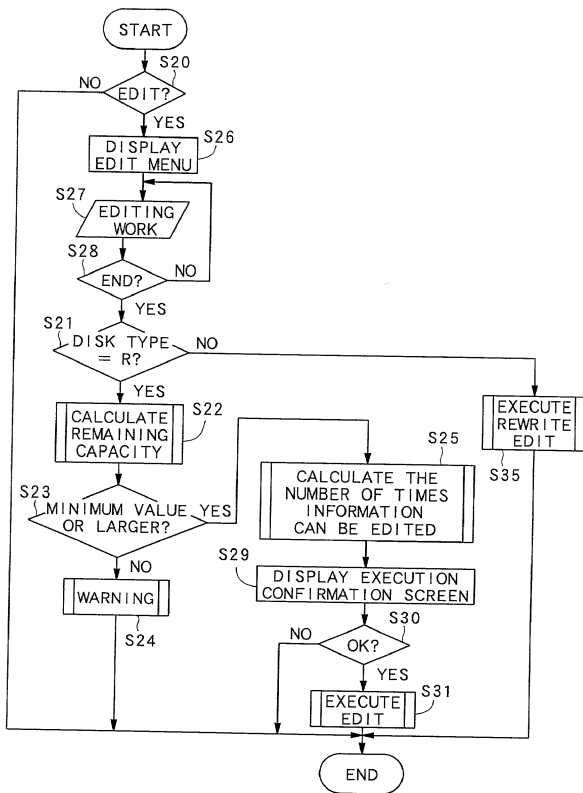 START
S20
NO
EDIT?
YES
S26
DISPLAY
EDIT MENU
S27
EDITING
WORK
S28
END?
NO
YES
S21
DISK TYPE
= R?
NO
YES
CALCULATE
REMAINING
CAPACITY
S22
EXECUTE
REWRITE
EDIT
S35
S25
CALCULATE THE
NUMBER OF TIMES
INFORMATION
CAN BE EDITED
S23
MINIMUM VALUE
OR LARGER?
YES
NO
S29
DISPLAY EXECUTION
CONFIRMATION SCREEN
WARNING
S24
S30
NO
OK?
YES
S31
EXECUTE
EDIT
END